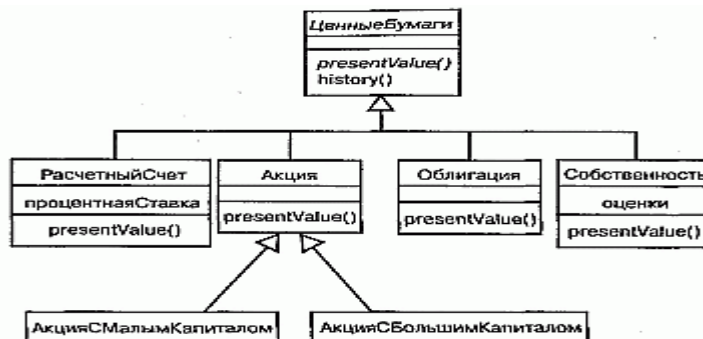 ЦенныеБумаги
presentValue()
history()
РасчетныйСчет
процентнаяСтавка
presentValue()
Акция
presentValue()
Облигация
presentValue()
Собственность
оценки
presentValue()
АкцияСМалымКапиталом
АкцияСБольшимКапиталом